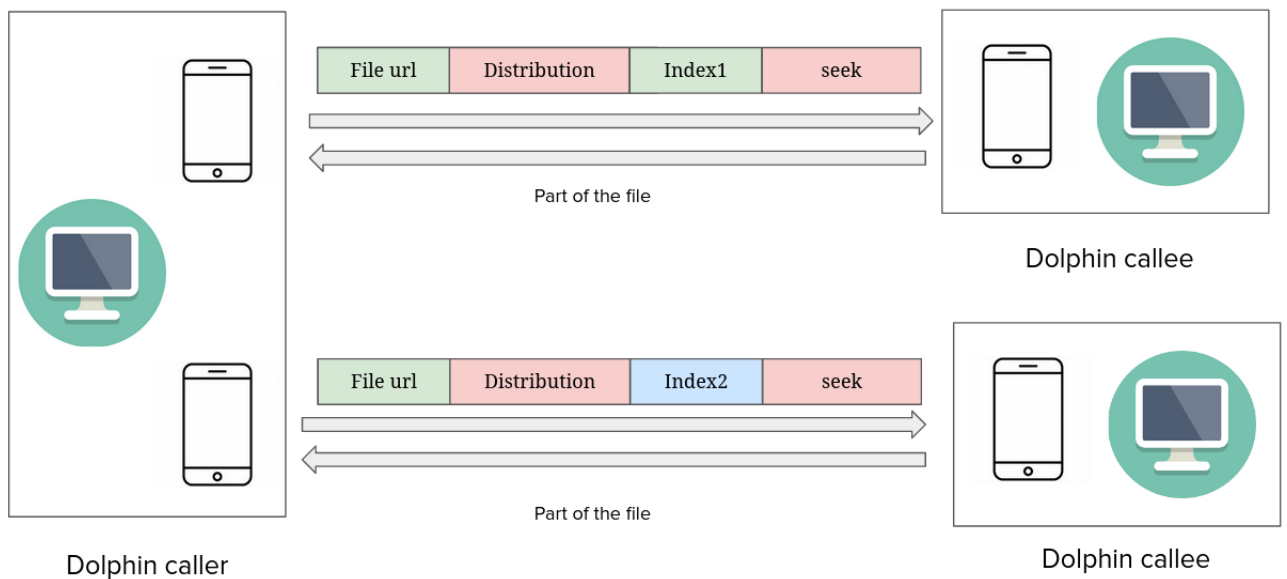 File url Distribution Index1 seek
Part of the file
Dolphin callee
File url Distribution Index2 seek
Part of the file
Dolphin caller
Dolphin callee